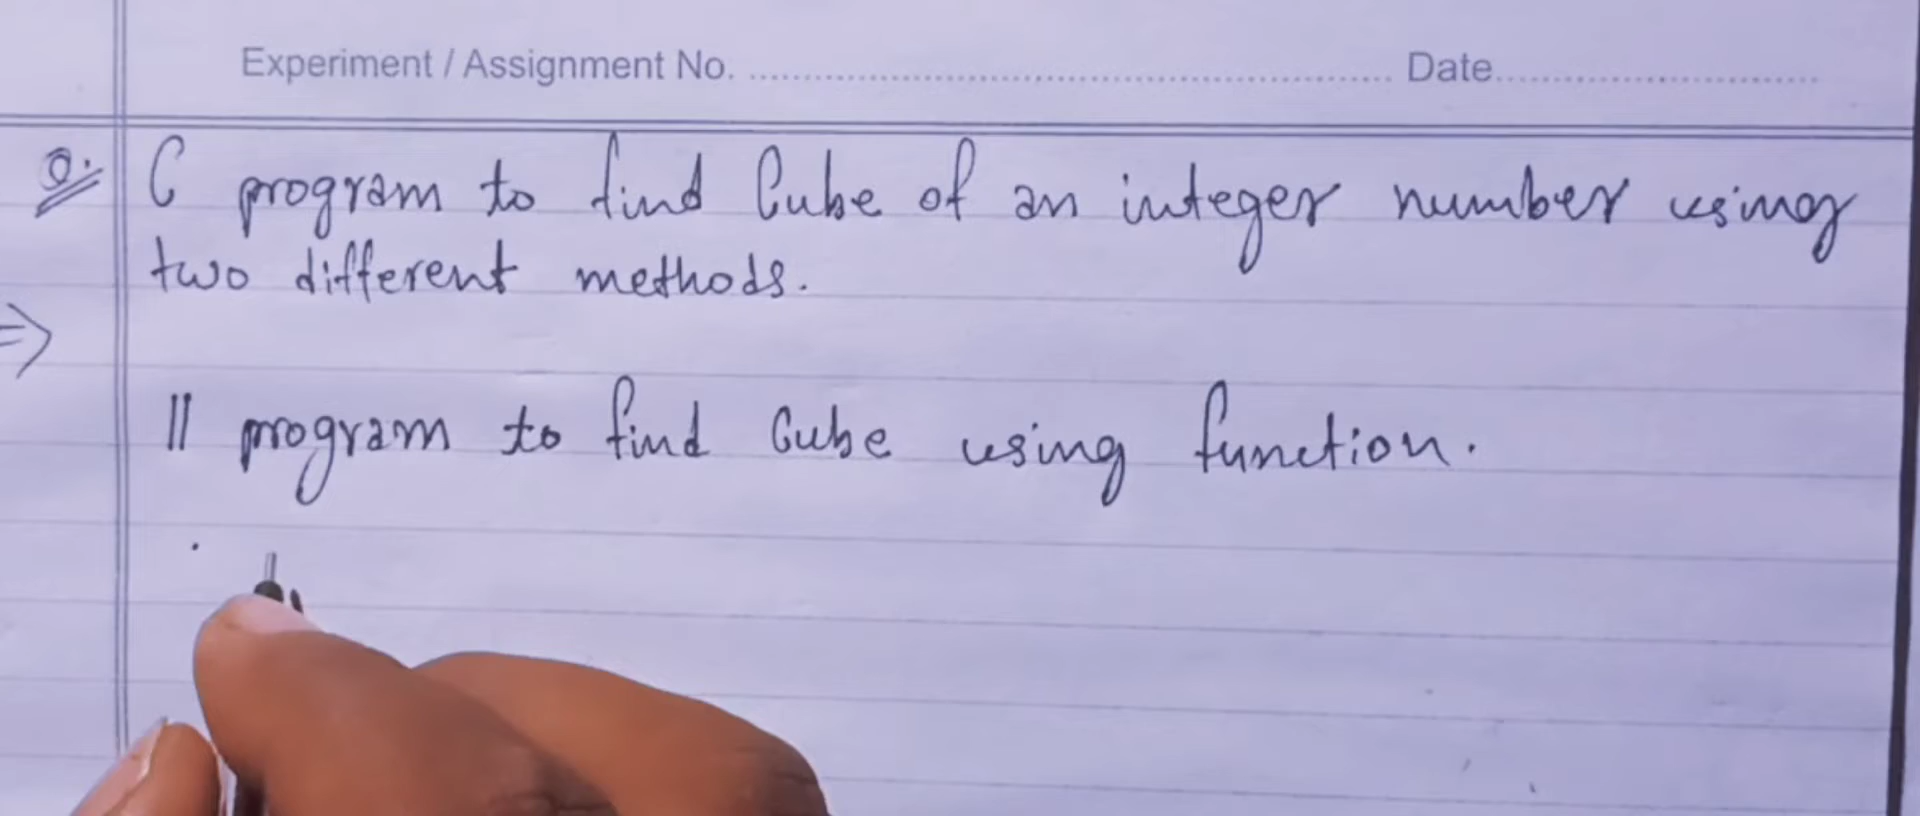 Experiment / Assignment No. ........................ Date........................
Q. C program to find Cube of an integer number using
two different methods.
⇒
// program to find Cube using function.